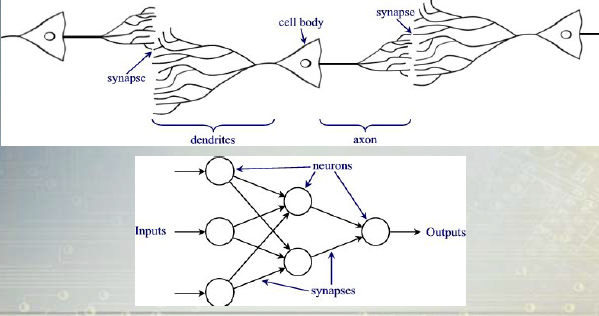 synapse
cell body
synapse
dendrites
axon
neurons
Inputs
Outputs
synapses